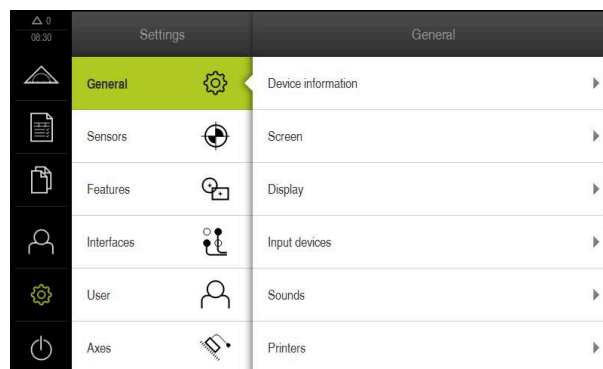 0
08:30
Settings
General
General
Sensors
Features
Interfaces
User
Axes
Device information
Screen
Display
Input devices
Sounds
Printers